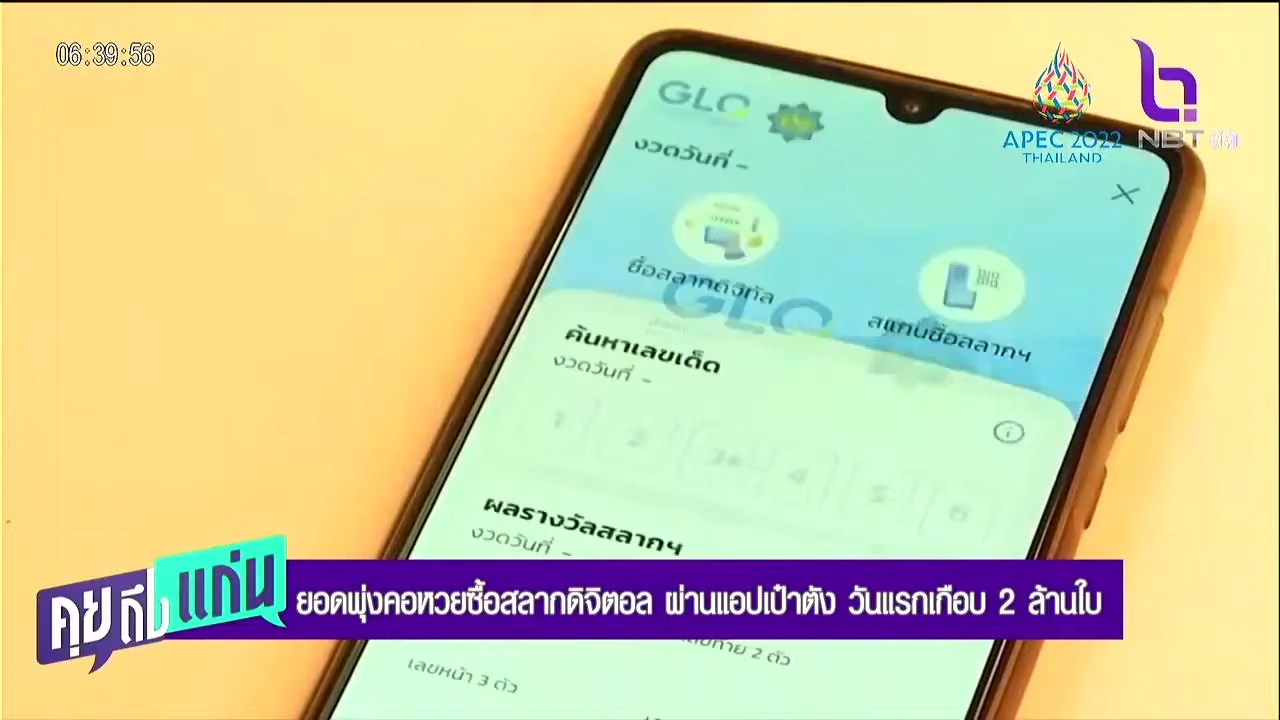 06:39:56
APEC 2022
THAILAND
NBT
GLO
งวดวันที่ -
ซื้อสลากดิจิทัล
GLO
สแกนซื้อสลากฯ
ค้นหาเลขเด็ด
งวดวันที่ -
1 2 3 4 5 6
ผลรางวัลสลากฯ
งวดวันที่ -
คุยถึงแก่น
ยอดพุ่งคอหวยซื้อสลากดิจิตอล ผ่านแอปเป๋าตัง วันแรกเกือบ 2 ล้านใบ
2 ตัว
เลขหน้า 3 ตัว